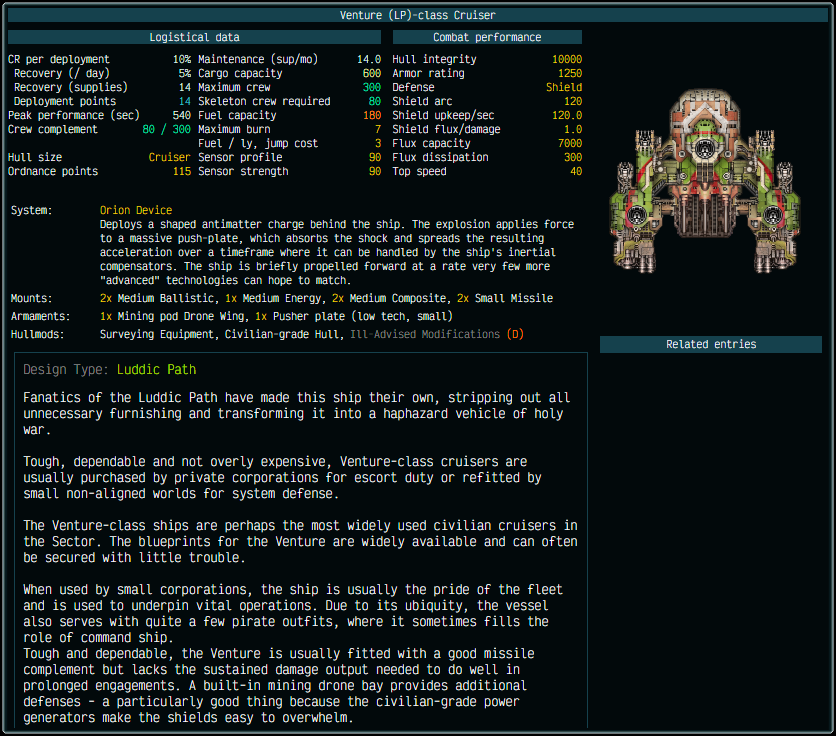 Venture (LP)-class Cruiser
Logistical data
CR per deployment 10% Maintenance (sup/mo) 14.0
Recovery (/ day) 5% Cargo capacity 600
Recovery (supplies) 14 Maximum crew 300
Deployment points 14 Skeleton crew required 80
Peak performance (sec) 540 Fuel capacity 180
Crew complement 80 / 300 Maximum burn 7
Fuel / ly, jump cost 3
Hull size Cruiser Sensor profile 90
Ordnance points 115 Sensor strength 90
Combat performance
Hull integrity 10000
Armor rating 1250
Defense Shield
Shield arc 120
Shield upkeep/sec 120.0
Shield flux/damage 1.0
Flux capacity 7000
Flux dissipation 300
Top speed 40
System: Orion Device
Deploys a shaped antimatter charge behind the ship. The explosion applies force
to a massive push-plate, which absorbs the shock and spreads the resulting
acceleration over a timeframe where it can be handled by the ship's inertial
compensators. The ship is briefly propelled forward at a rate very few more
"advanced" technologies can hope to match.
Mounts: 2x Medium Ballistic, 1x Medium Energy, 2x Medium Composite, 2x Small Missile
Armaments: 1x Mining pod Drone Wing, 1x Pusher plate (low tech, small)
Hullmods: Surveying Equipment, Civilian-grade Hull, Ill-Advised Modifications (D)
Related entries
Design Type: Luddic Path
Fanatics of the Luddic Path have made this ship their own, stripping out all
unnecessary furnishing and transforming it into a haphazard vehicle of holy
war.
Tough, dependable and not overly expensive, Venture-class cruisers are
usually purchased by private corporations for escort duty or refitted by
small non-aligned worlds for system defense.
The Venture-class ships are perhaps the most widely used civilian cruisers in
the Sector. The blueprints for the Venture are widely available and can often
be secured with little trouble.
When used by small corporations, the ship is usually the pride of the fleet
and is used to underpin vital operations. Due to its ubiquity, the vessel
also serves with quite a few pirate outfits, where it sometimes fills the
role of command ship.
Tough and dependable, the Venture is usually fitted with a good missile
complement but lacks the sustained damage output needed to do well in
prolonged engagements. A built-in mining drone bay provides additional
defenses - a particularly good thing because the civilian-grade power
generators make the shields easy to overwhelm.